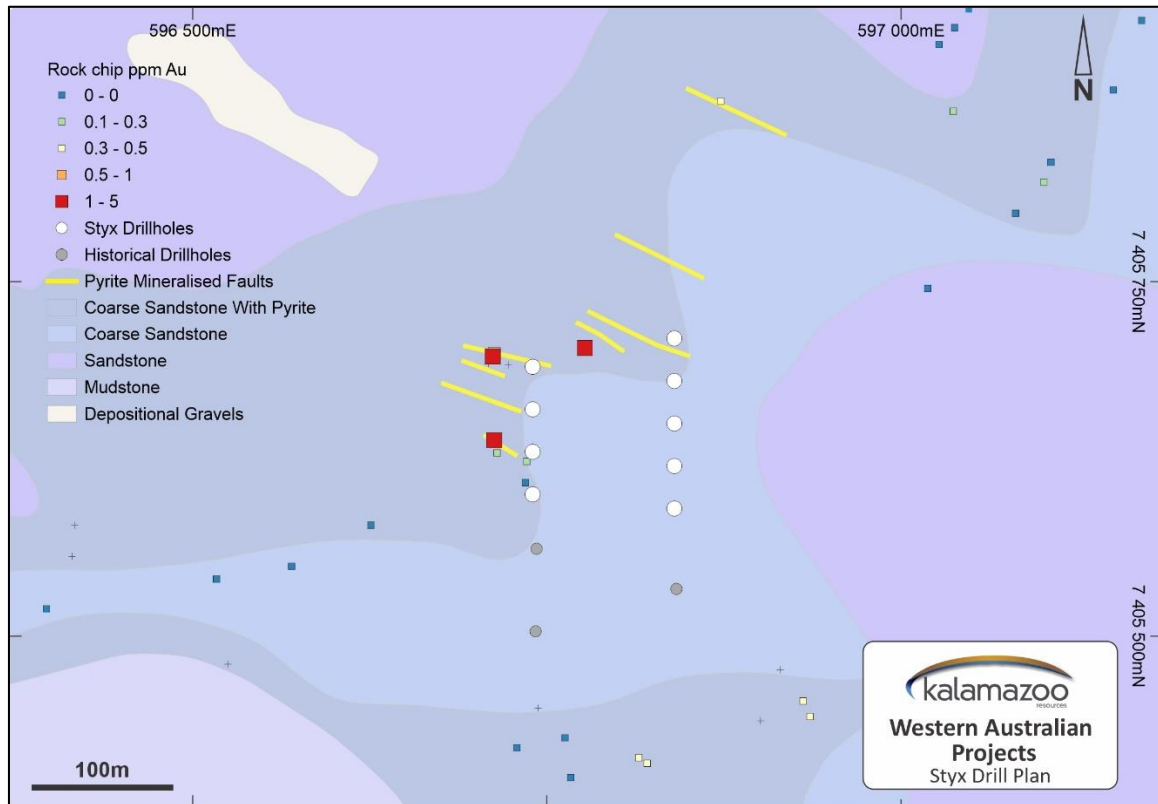 596 500mE
597 000mE
Rock chip ppm Au
0 - 0
0.1 - 0.3
0.3 - 0.5
0.5 - 1
1 - 5
Styx Drillholes
Historical Drillholes
Pyrite Mineralised Faults
Coarse Sandstone With Pyrite
Coarse Sandstone
Sandstone
Mudstone
Depositional Gravels
N
7 405 750mN
7 405 500mN
100m
kalamazoo
resources
Western Australian
Projects
Styx Drill Plan